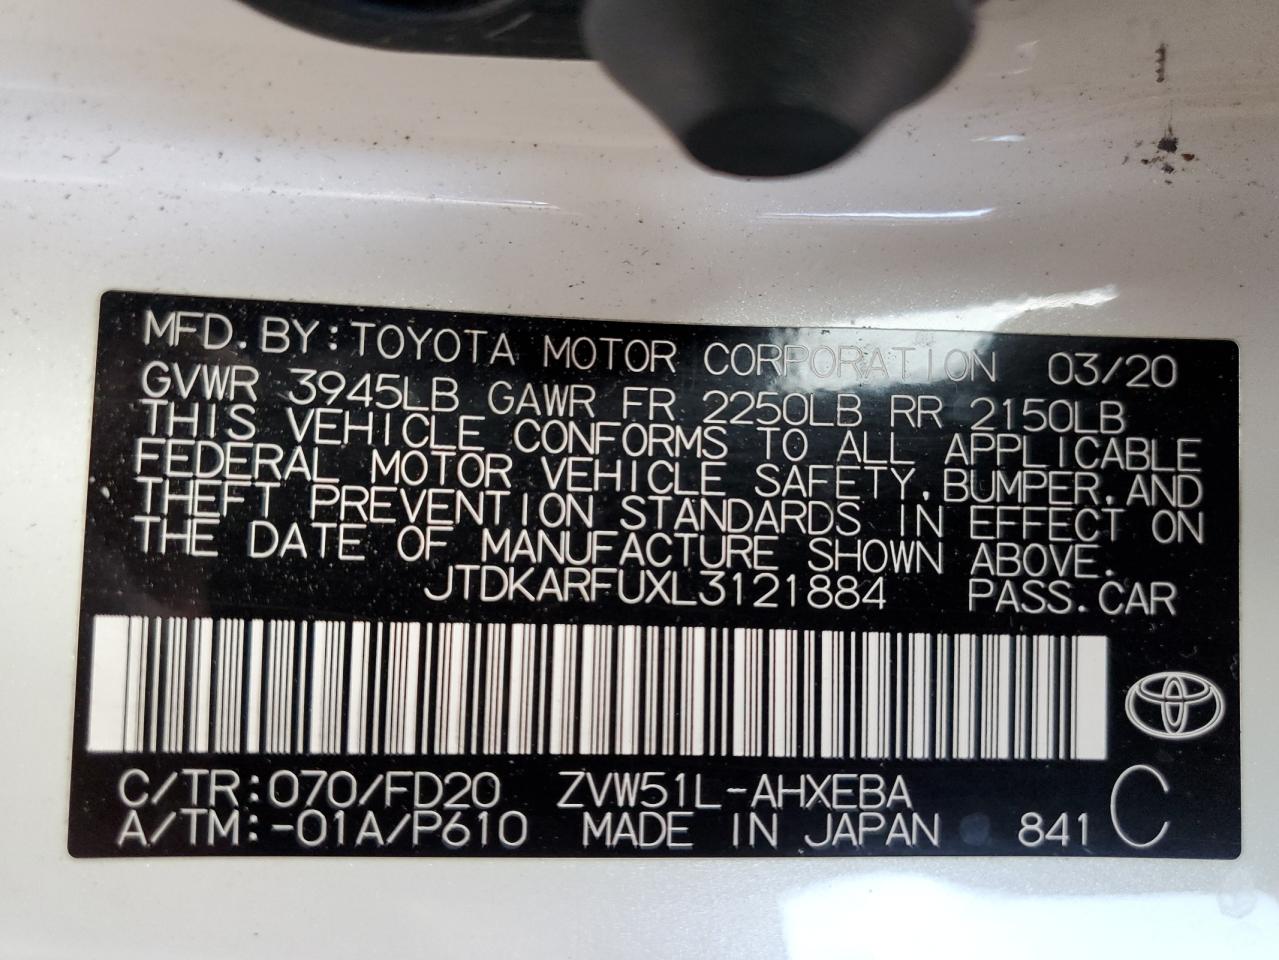 MFD. BY: TOYOTA MOTOR CORPORATION 03/20
GVWR 3945LB GAWR FR 2250LB RR 2150LB
THIS VEHICLE CONFORMS TO ALL APPLICABLE
FEDERAL MOTOR VEHICLE SAFETY, BUMPER, AND
THEFT PREVENTION STANDARDS IN EFFECT ON
THE DATE OF MANUFACTURE SHOWN ABOVE.
JTDKARFUXL3121884 PASS. CAR
C/TR: 070/FD20 ZVW51L-AHXEBA C
A/TM: -01A/P610 MADE IN JAPAN 841